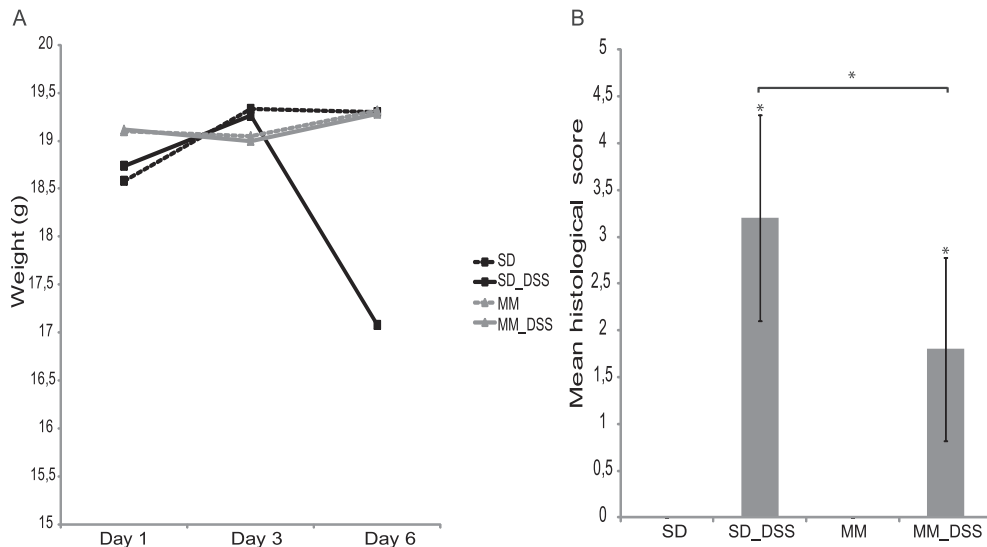 A
Weight (g)
20
19,5
19
18,5
18
17,5
17
16,5
16
15,5
15
Day 1 Day 3 Day 6
SD
SD_DSS
MM
MM_DSS
B
Mean histological score
5
4,5
4
3,5
3
2,5
2
1,5
1
0,5
0
*
*
*
SD SD_DSS MM MM_DSS